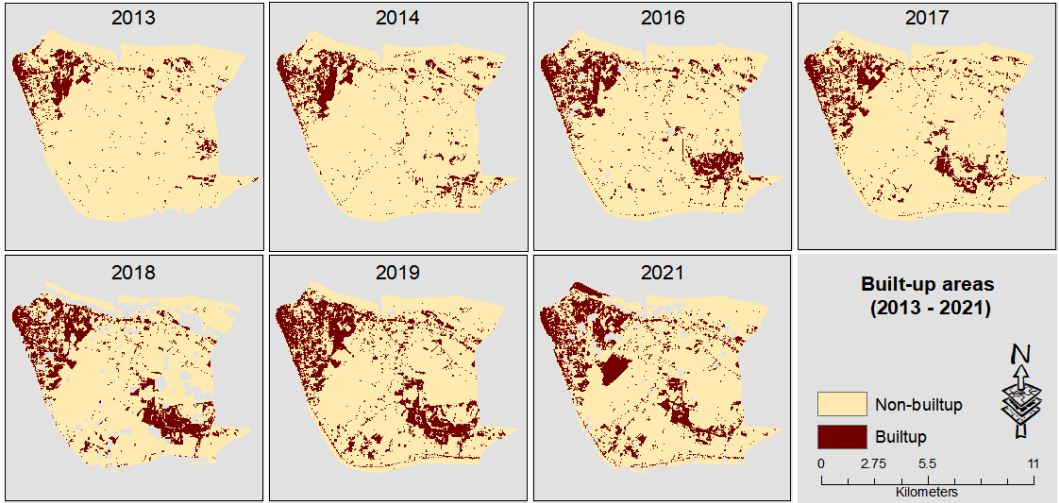 2013
2014
2016
2017
2018
2019
2021
Built-up areas
(2013 - 2021)
N
Non-builtup
Builtup
0 2.75 5.5 11
Kilometers